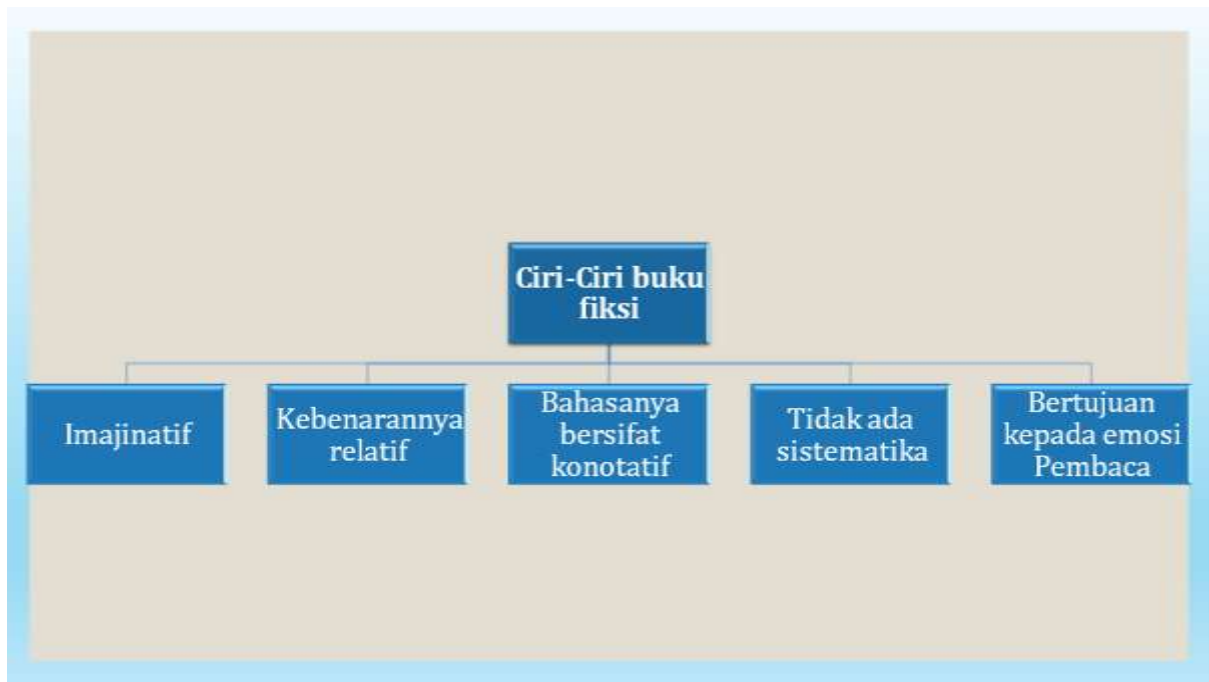 Ciri-Ciri buku
fiksi
Imajinatif
Kebenarannya
relatif
Bahasanya
bersifat
konotatif
Tidak ada
sistematika
Bertujuan
kepada emosi
Pembaca